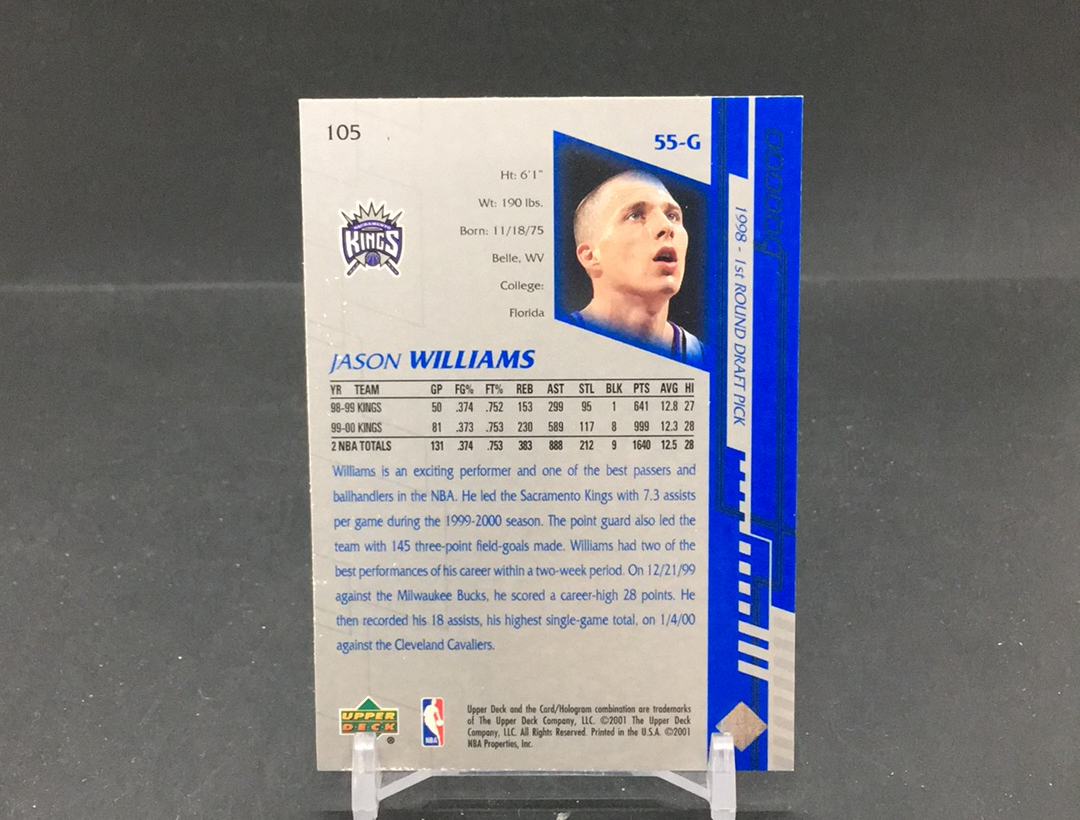 105
55-G
Ht: 6'1"
Wt: 190 lbs.
Born: 11/18/75
Belle, WV
College:
Florida
SACRAMENTO
KINGS
1998 - 1st ROUND DRAFT PICK
JASON WILLIAMS
YR TEAM GP FG% FT% REB AST STL BLK PTS AVG HI
98-99 KINGS 50 .374 .752 153 299 95 1 641 12.8 27
99-00 KINGS 81 .373 .753 230 589 117 8 999 12.3 28
2 NBA TOTALS 131 .374 .753 383 888 212 9 1640 12.5 28
Williams is an exciting performer and one of the best passers and
ballhandlers in the NBA. He led the Sacramento Kings with 7.3 assists
per game during the 1999-2000 season. The point guard also led the
team with 145 three-point field-goals made. Williams had two of the
best performances of his career within a two-week period. On 12/21/99
against the Milwaukee Bucks, he scored a career-high 28 points. He
then recorded his 18 assists, his highest single-game total, on 1/4/00
against the Cleveland Cavaliers.
UPPER
DECK
®
NBA
Upper Deck and the Card/Hologram combination are trademarks
of The Upper Deck Company, LLC. ©2001 The Upper Deck
Company, LLC. All Rights Reserved. Printed in the U.S.A. ©2001
NBA Properties, Inc.